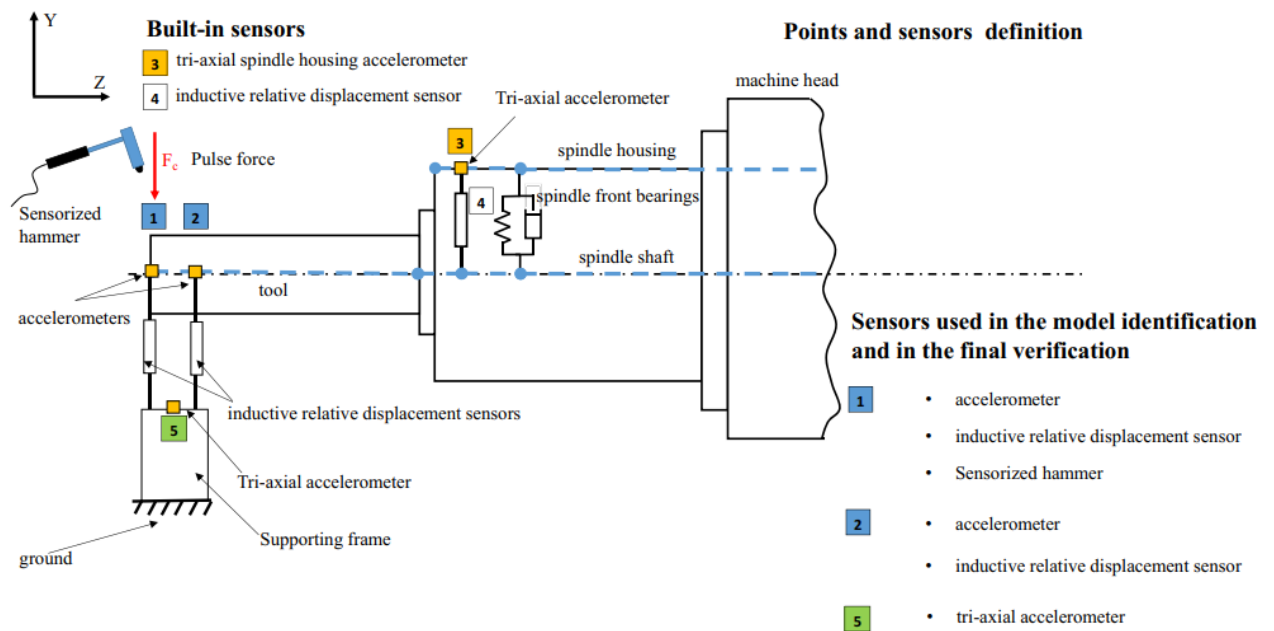 Y
Z
Built-in sensors
3 tri-axial spindle housing accelerometer
4 inductive relative displacement sensor
Points and sensors definition
machine head
Tri-axial accelerometer
3
spindle housing
F_c Pulse force
4
spindle front bearings
Sensorized
hammer
1
2
spindle shaft
tool
accelerometers
inductive relative displacement sensors
5
Tri-axial accelerometer
Supporting frame
ground
Sensors used in the model identification
and in the final verification
1 • accelerometer
• inductive relative displacement sensor
• Sensorized hammer
2 • accelerometer
• inductive relative displacement sensor
5 • tri-axial accelerometer